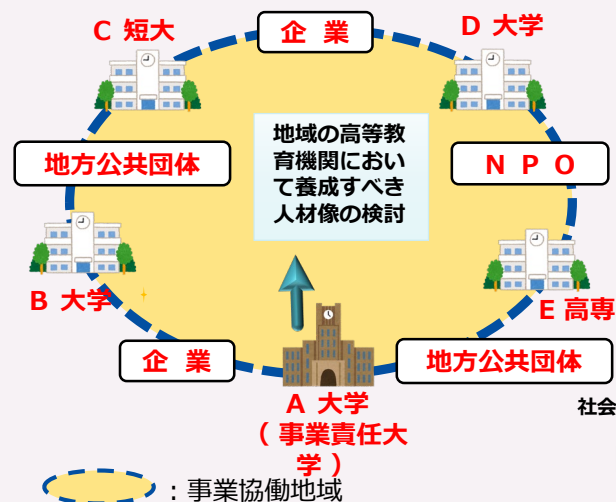 C 短大
企 業
D 大学
地域の高等教
育機関におい
て養成すべき
人材像の検討
地方公共団体
N P O
B 大学
E 高専
企 業
地方公共団体
A 大学
( 事業責任大
学 )
社会
：事業協働地域